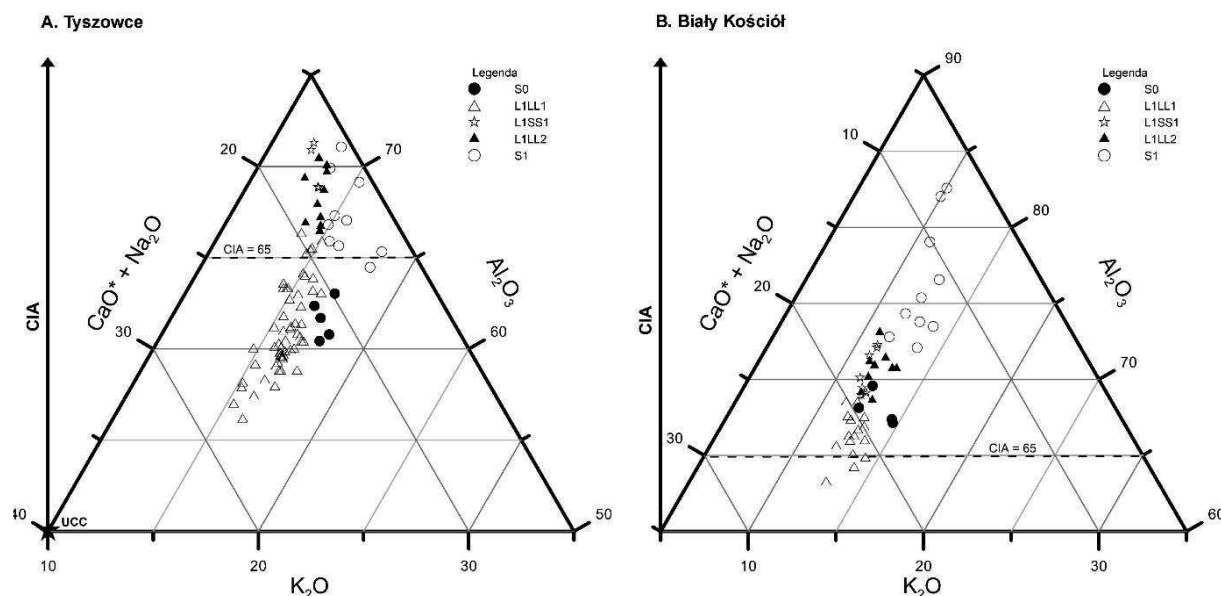 A. Tyszowce
Legenda
S0
L1LL1
L1SS1
L1LL2
S1
20
70
CaO* + Na₂O
CIA = 65
Al₂O₃
CIA
30
60
40
UCC
50
10
20
30
K₂O
B. Biały Kościół
90
Legenda
S0
L1LL1
L1SS1
L1LL2
S1
10
80
CaO* + Na₂O
Al₂O₃
CIA
20
70
30
CIA = 65
60
10
20
30
K₂O